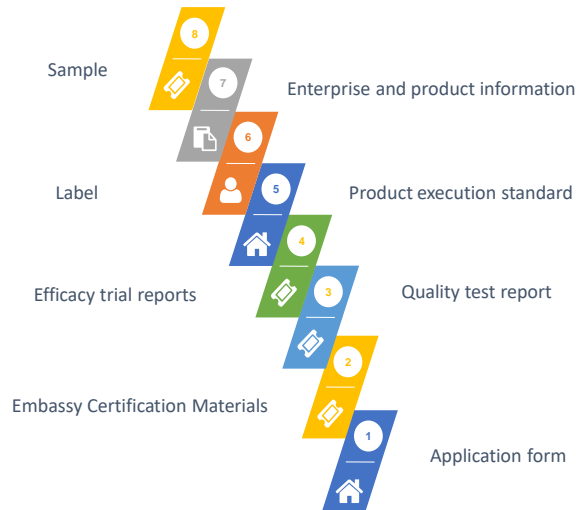 8
Sample
7
Enterprise and product information
6
Label
5
Product execution standard
4
Efficacy trial reports
3
Quality test report
2
Embassy Certification Materials
1
Application form